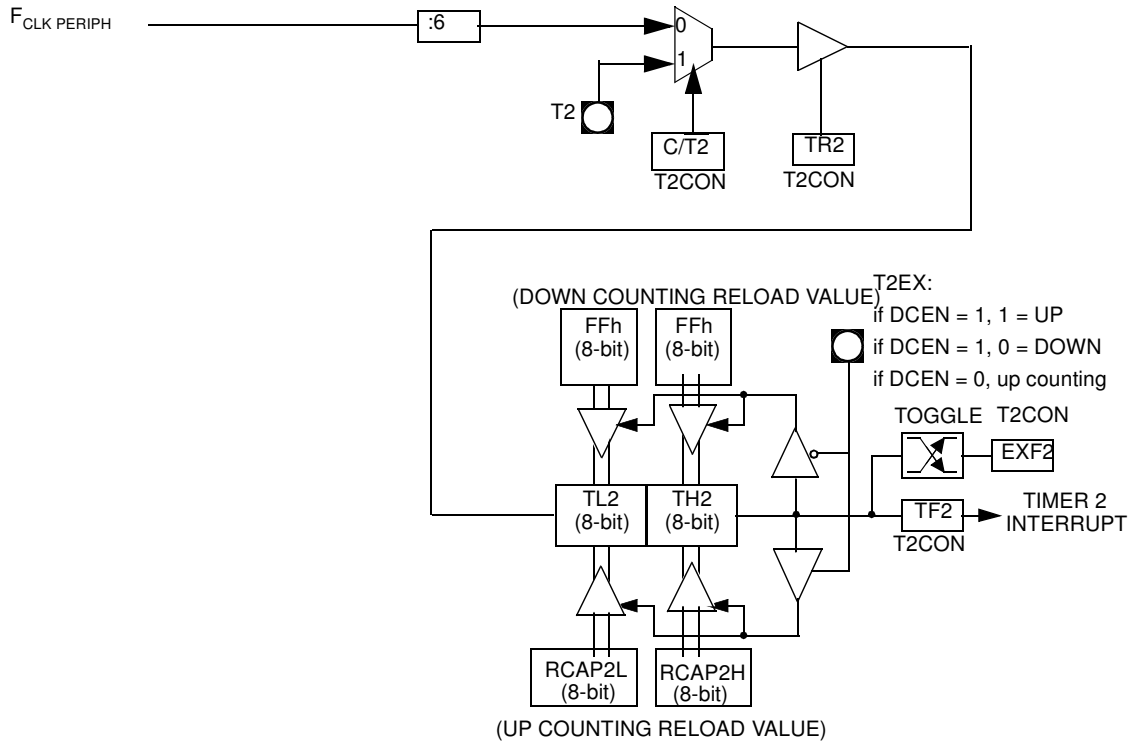 F CLK PERIPH
:6
0
1
T2
C/T2
T2CON
TR2
T2CON
T2EX:
(DOWN COUNTING RELOAD VALUE)
if DCEN = 1, 1 = UP
if DCEN = 1, 0 = DOWN
if DCEN = 0, up counting
FFh
(8-bit)
FFh
(8-bit)
TOGGLE T2CON
EXF2
TL2
(8-bit)
TH2
(8-bit)
TF2
T2CON
TIMER 2
INTERRUPT
RCAP2L
(8-bit)
RCAP2H
(8-bit)
(UP COUNTING RELOAD VALUE)